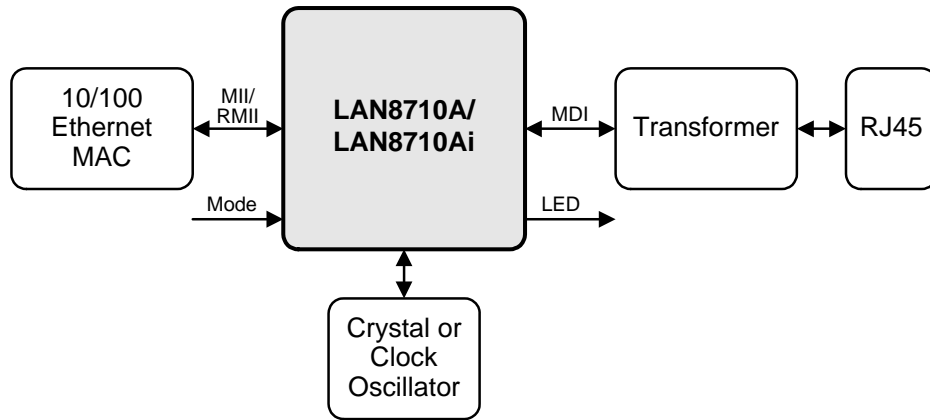 10/100
Ethernet
MAC
MII/
RMII
Mode
LAN8710A/
LAN8710Ai
MDI
LED
Transformer
RJ45
Crystal or
Clock
Oscillator